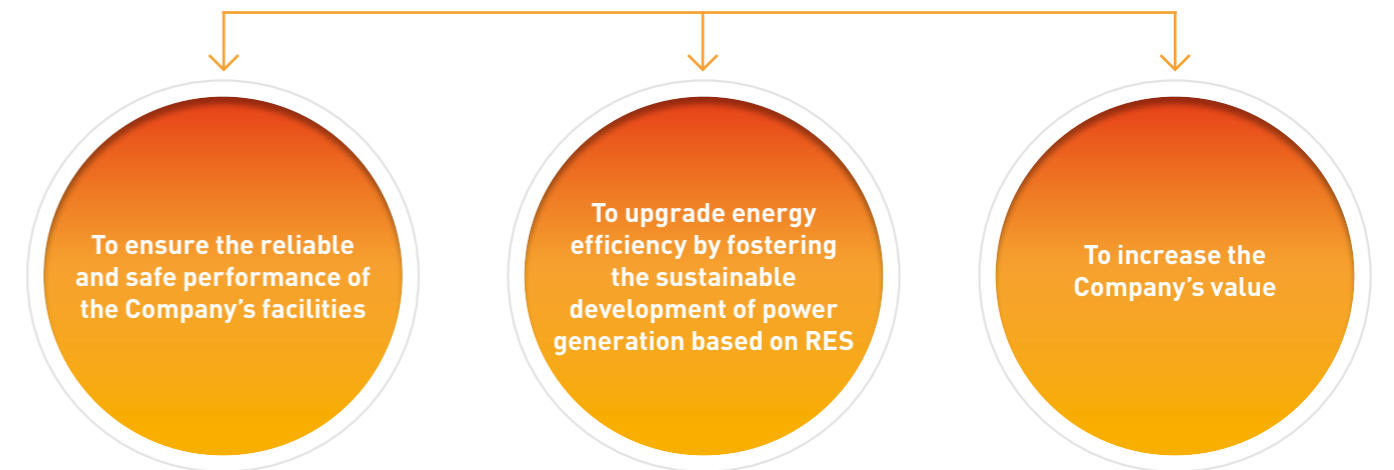 To ensure the reliable
and safe performance of
the Company’s facilities
To upgrade energy
efficiency by fostering
the sustainable
development of power
generation based on RES
To increase the
Company’s value